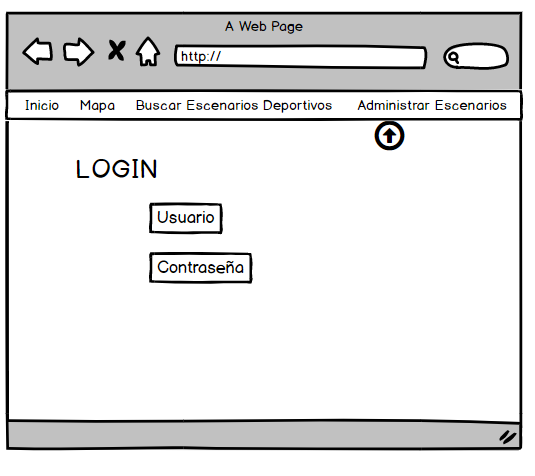 A Web Page
http://
Inicio Mapa Buscar Escenarios Deportivos Administrar Escenarios
LOGIN
Usuario
Contraseña